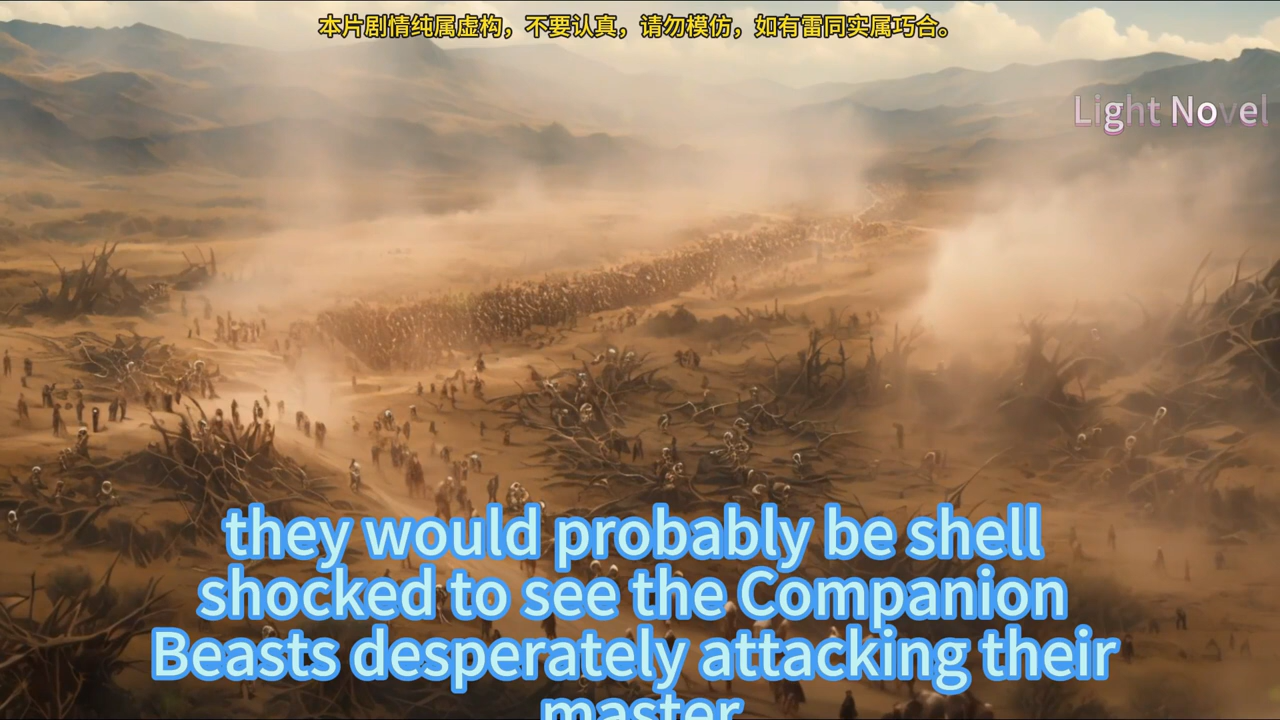 本片剧情纯属虚构，不要认真，请勿模仿，如有雷同实属巧合。
Light Novel
they would probably be shell
shocked to see the Companion
Beasts desperately attacking their
master